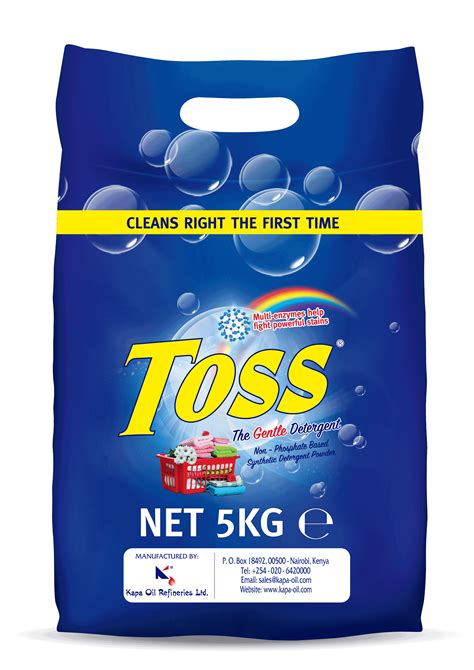 CLEANS RIGHT THE FIRST TIME
Multi-enzymes help
fight powerful stains
TOSS®
The Gentle Detergent
Non - Phosphate Based
Synthetic Detergent Powder
NET 5KG ℮
MANUFACTURED BY:
Kapa Oil Refineries Ltd.
P. O. Box 18492, 00500 - Nairobi, Kenya
Tel: +254 - 020 - 6420000
Email: sales@kapa-oil.com
Website: www.kapa-oil.com